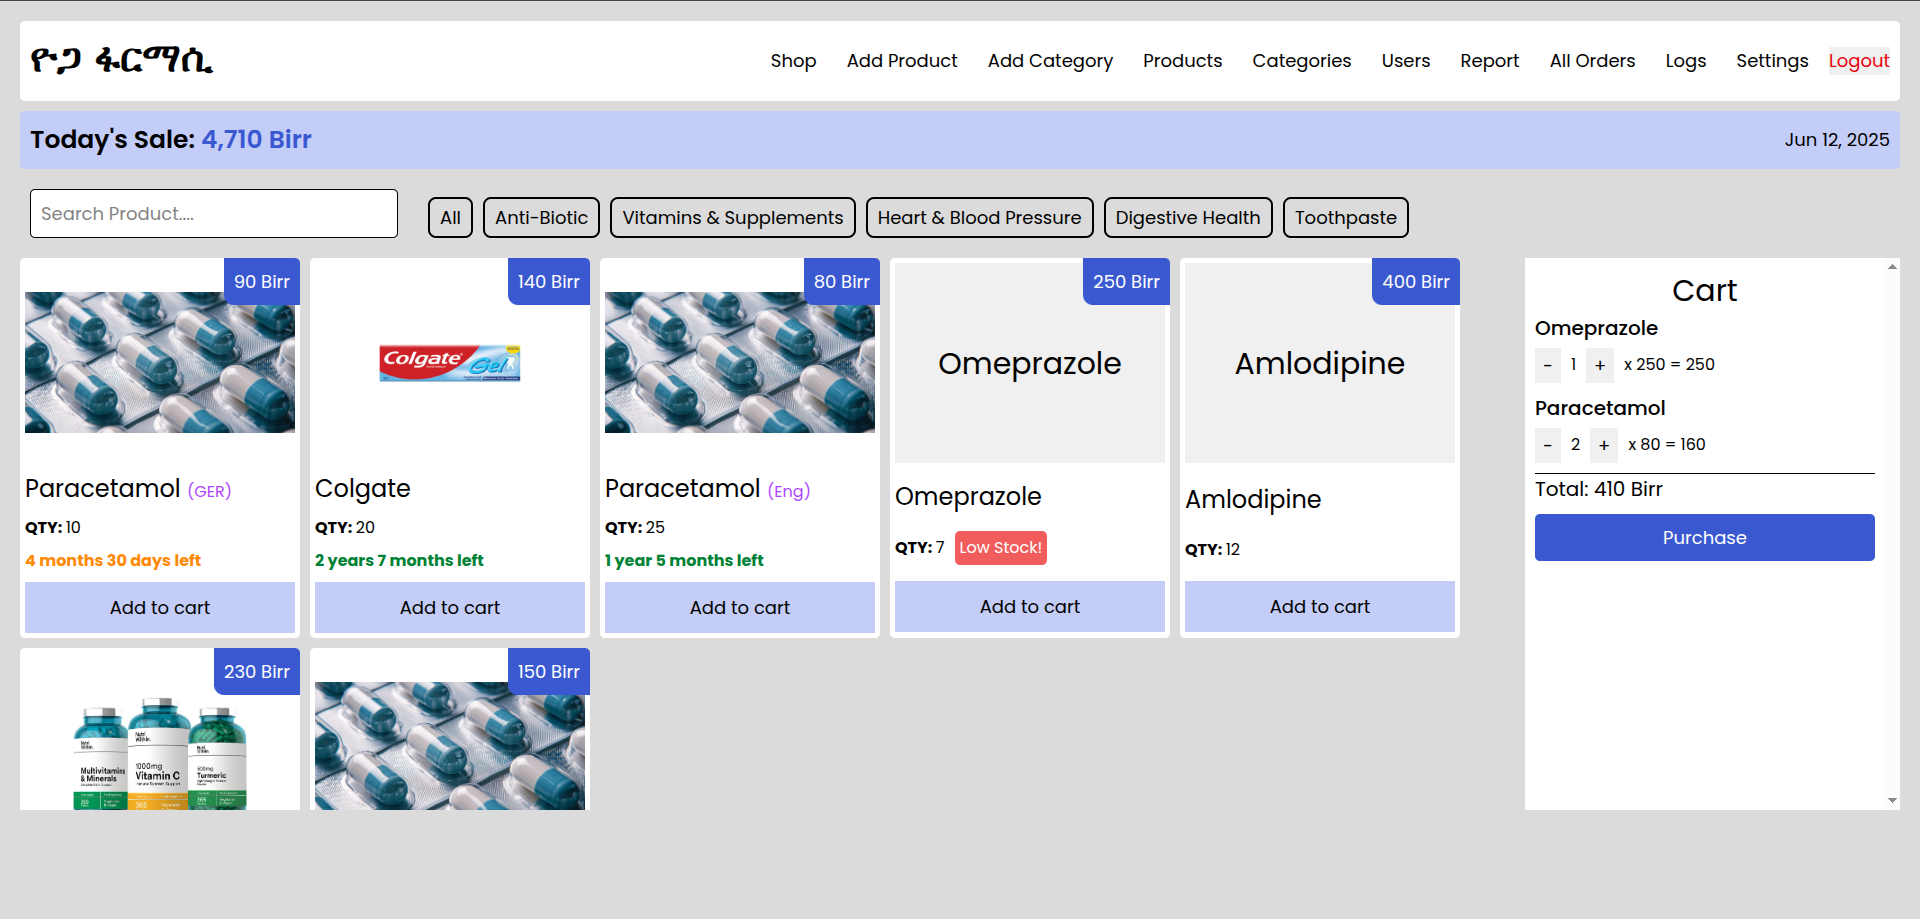 ዮጋ ፋርማሲ
Shop Add Product Add Category Products Categories Users Report All Orders Logs Settings Logout
Today's Sale: 4,710 Birr
Jun 12, 2025
Search Product....
All Anti-Biotic Vitamins & Supplements Heart & Blood Pressure Digestive Health Toothpaste
90 Birr
Paracetamol (GER)
QTY: 10
4 months 30 days left
Add to cart
140 Birr
Colgate
Gel
Colgate
QTY: 20
2 years 7 months left
Add to cart
80 Birr
Paracetamol (Eng)
QTY: 25
1 year 5 months left
Add to cart
250 Birr
Omeprazole
Omeprazole
QTY: 7 Low Stock!
Add to cart
400 Birr
Amlodipine
Amlodipine
QTY: 12
Add to cart
230 Birr
Multivitamins
& Minerals
1000mg
Vitamin C
Turmeric
365
150 Birr
Cart
Omeprazole
- 1 + x 250 = 250
Paracetamol
- 2 + x 80 = 160
Total: 410 Birr
Purchase